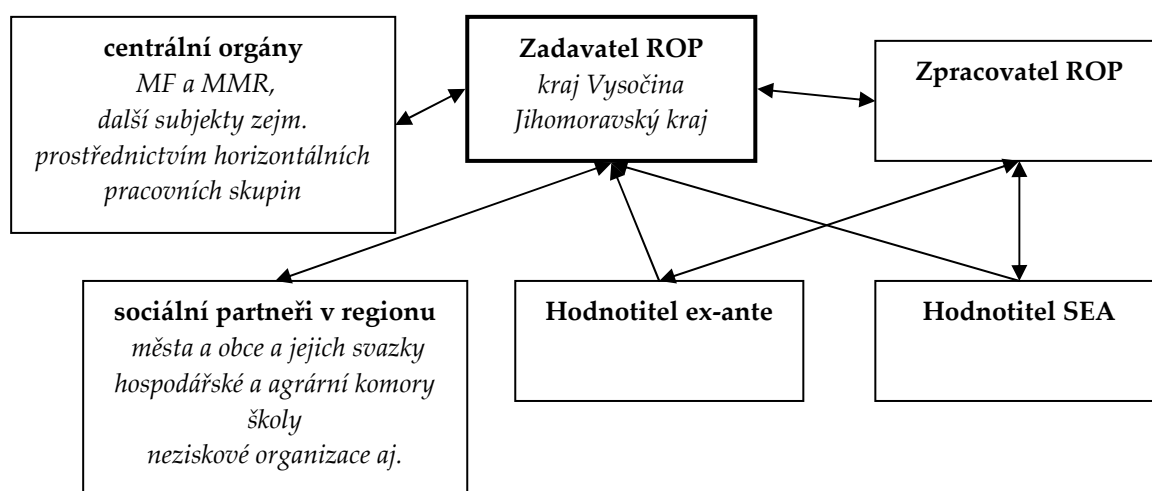 centrální orgány
MF a MMR,
další subjekty zejm.
prostřednictvím horizontálních
pracovních skupin
Zadavatel ROP
kraj Vysočina
Jihomoravský kraj
Zpracovatel ROP
sociální partneři v regionu
města a obce a jejich svazky
hospodářské a agrární komory
školy
neziskové organizace aj.
Hodnotitel ex-ante
Hodnotitel SEA